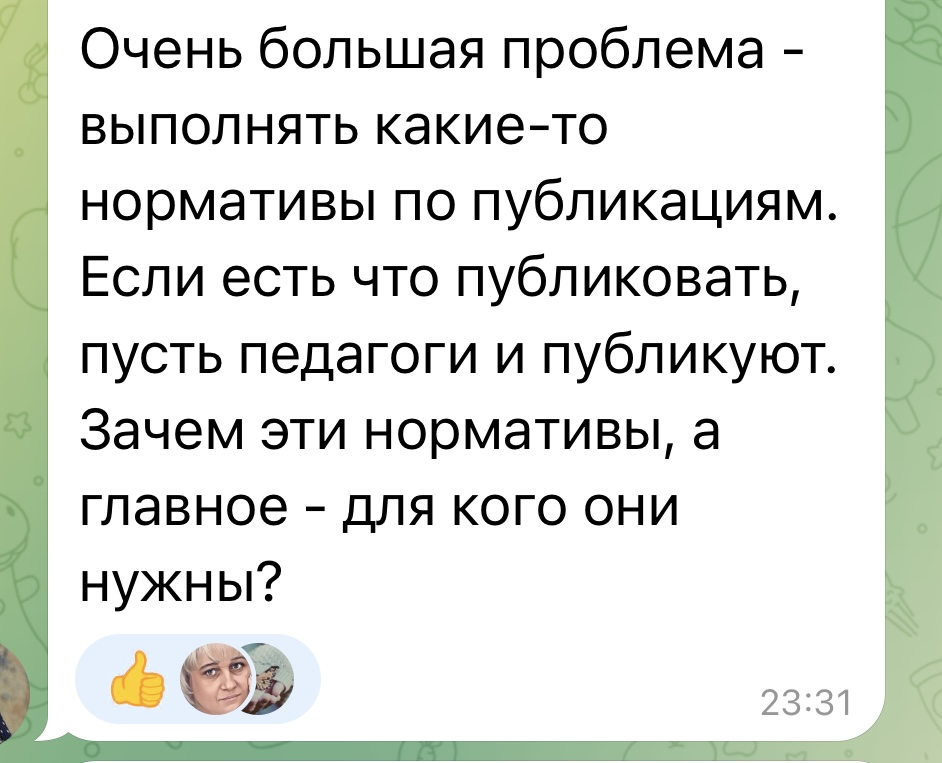 Очень большая проблема -
выполнять какие-то
нормативы по публикациям.
Если есть что публиковать,
пусть педагоги и публикуют.
Зачем эти нормативы, а
главное - для кого они
нужны?
23:31